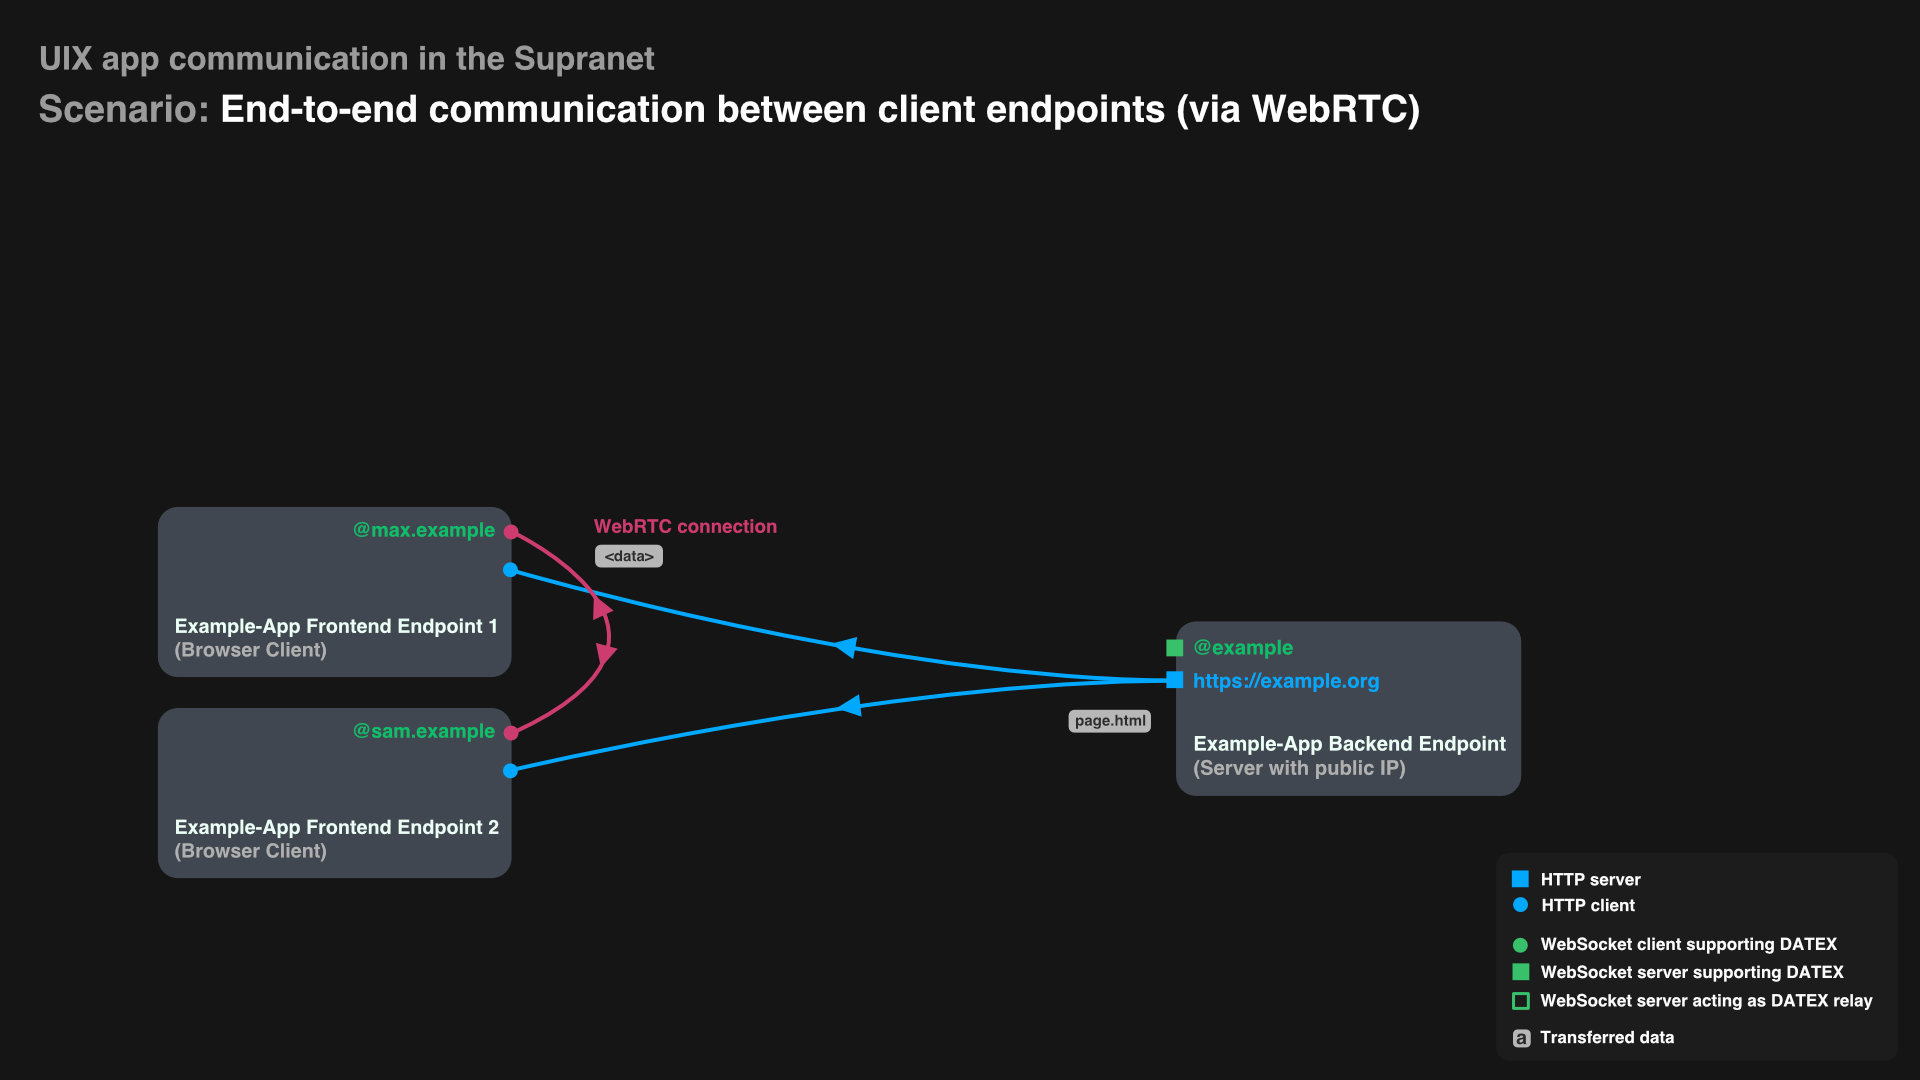 UIX app communication in the Supranet
Scenario: End-to-end communication between client endpoints (via WebRTC)
@max.example
WebRTC connection
<data>
Example-App Frontend Endpoint 1
(Browser Client)
@sam.example
Example-App Frontend Endpoint 2
(Browser Client)
@example
https://example.org
page.html
Example-App Backend Endpoint
(Server with public IP)
HTTP server
HTTP client
WebSocket client supporting DATEX
WebSocket server supporting DATEX
WebSocket server acting as DATEX relay
a Transferred data